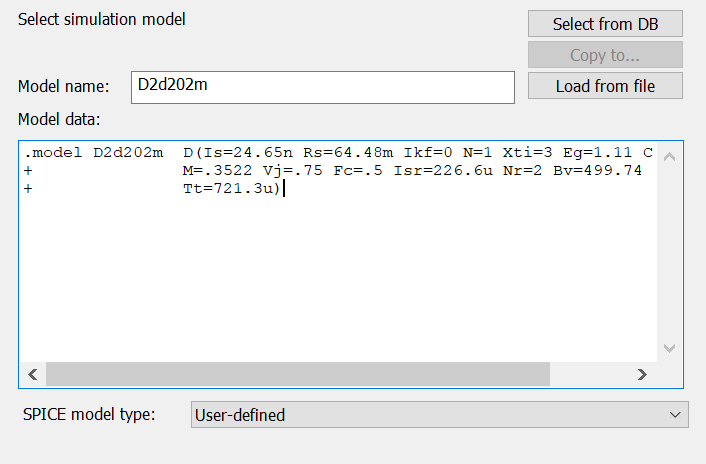 Select simulation model
Select from DB
Copy to...
Model name:
D2d202m
Load from file
Model data:
.model D2d202m D(Is=24.65n Rs=64.48m Ikf=0 N=1 Xti=3 Eg=1.11 C
+ M=.3522 Vj=.75 Fc=.5 Isr=226.6u Nr=2 Bv=499.74
+ Tt=721.3u)
SPICE model type:
User-defined